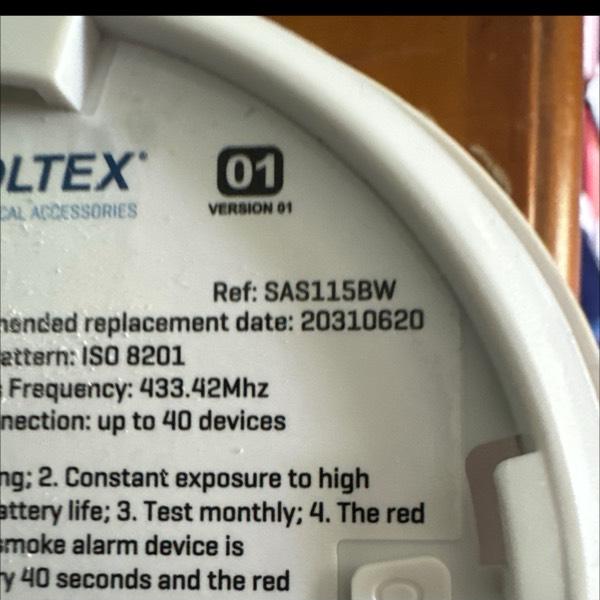 OLTEX
01
CAL ACCESSORIES
VERSION 01
Ref: SAS115BW
mended replacement date: 20310620
attern: ISO 8201
Frequency: 433.42Mhz
nection: up to 40 devices
ng; 2. Constant exposure to high
attery life; 3. Test monthly; 4. The red
smoke alarm device is
y 40 seconds and the red